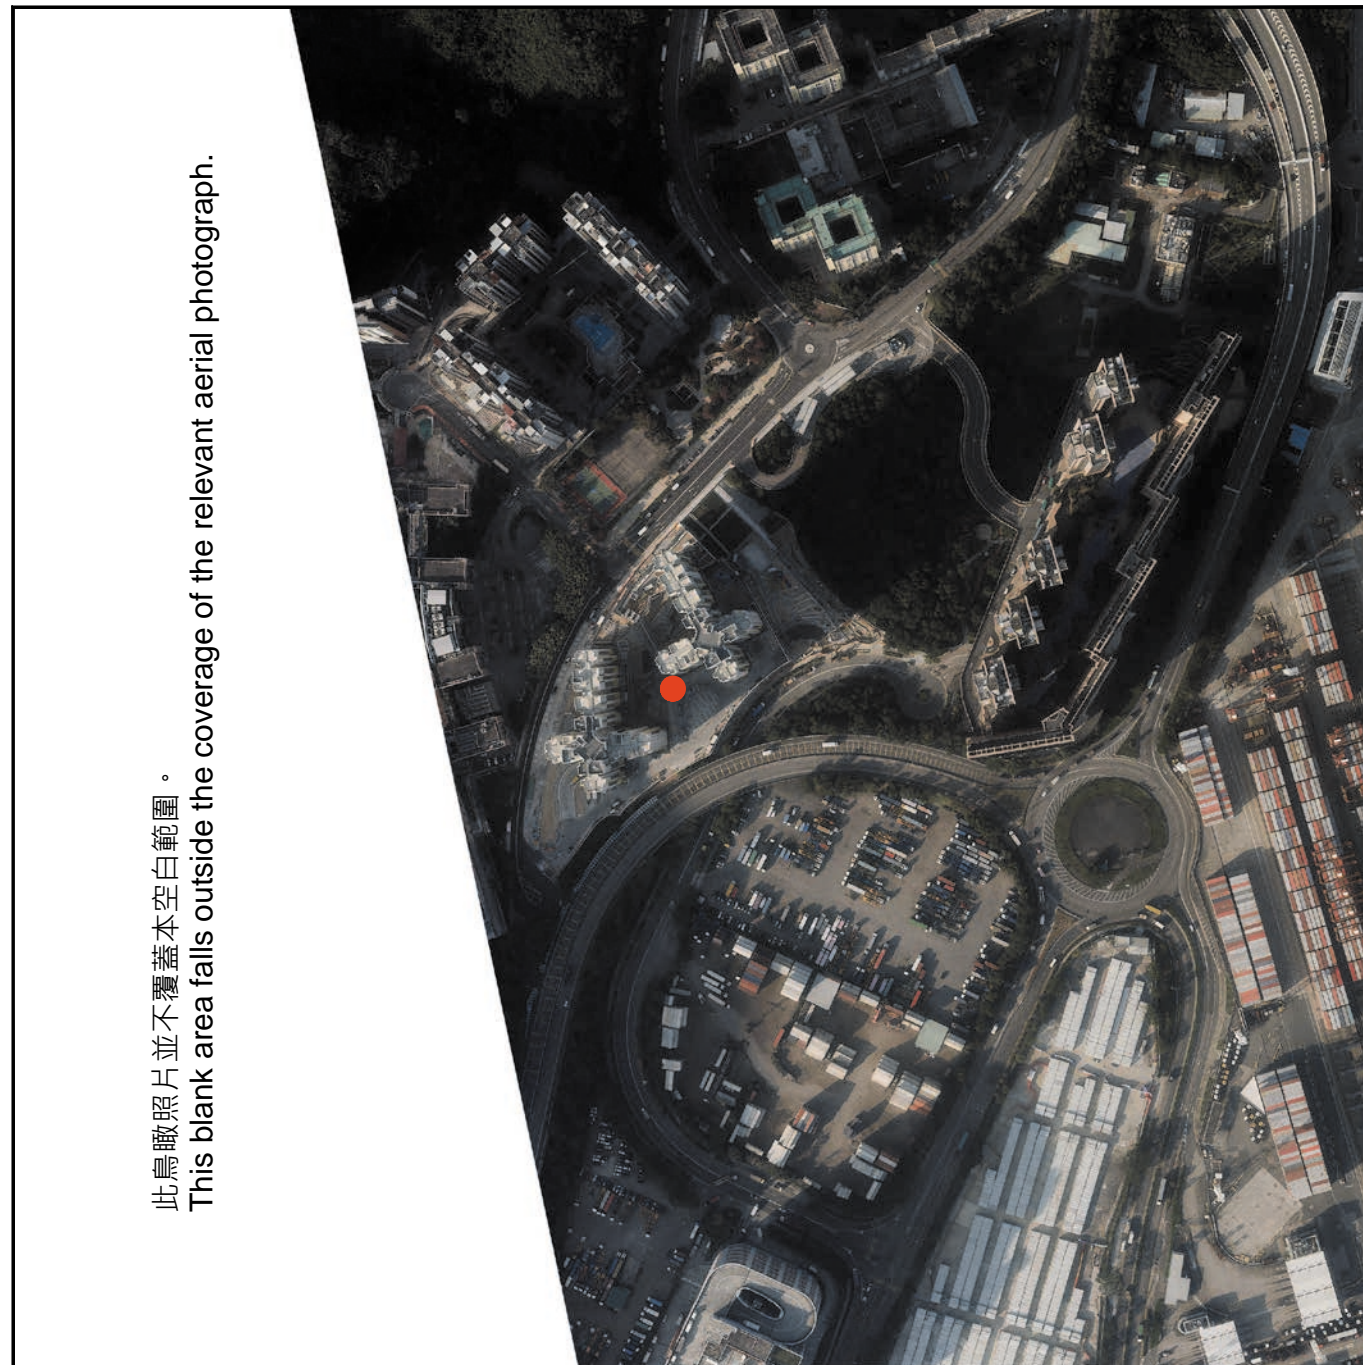 此鳥瞰照片並不覆蓋本空白範圍。
This blank area falls outside the coverage of the relevant aerial photograph.